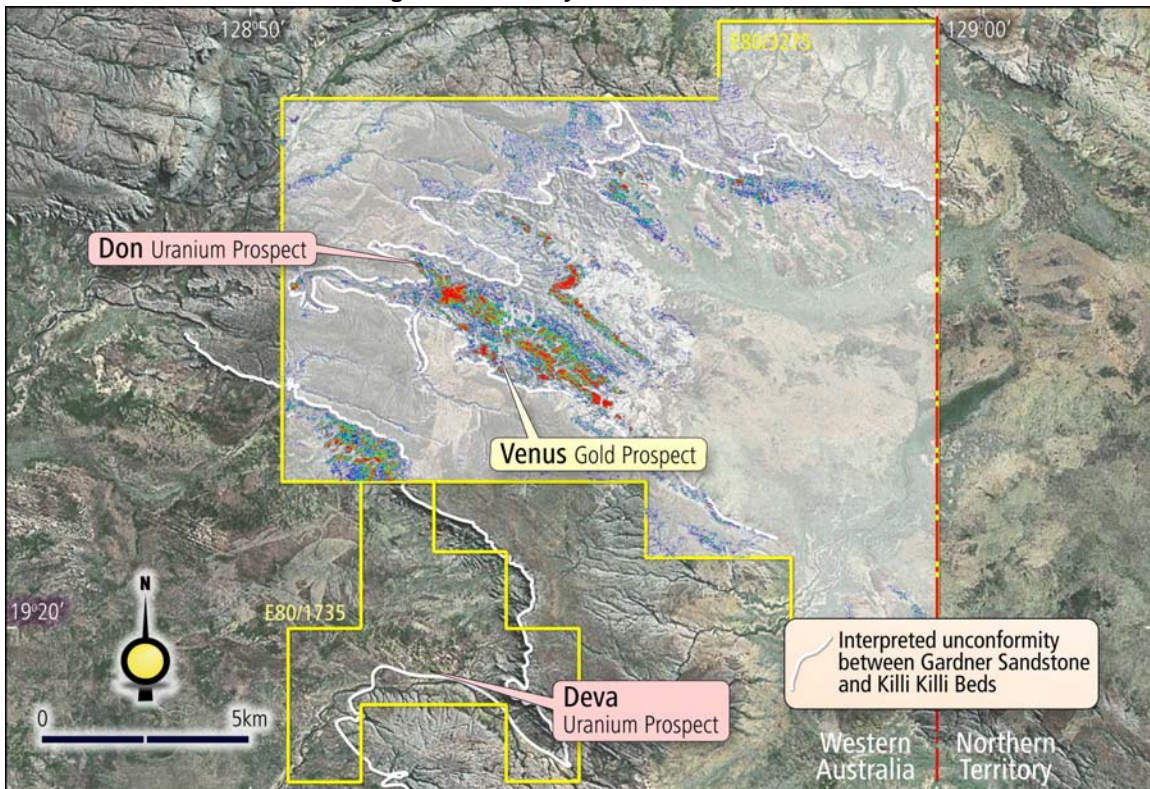 128°50'
129°00'
E80/3275
Don Uranium Prospect
Venus Gold Prospect
19°20'
E80/1735
N
Interpreted unconformity
between Gardner Sandstone
and Killi Killi Beds
Deva
Uranium Prospect
0
5km
Western
Australia
Northern
Territory